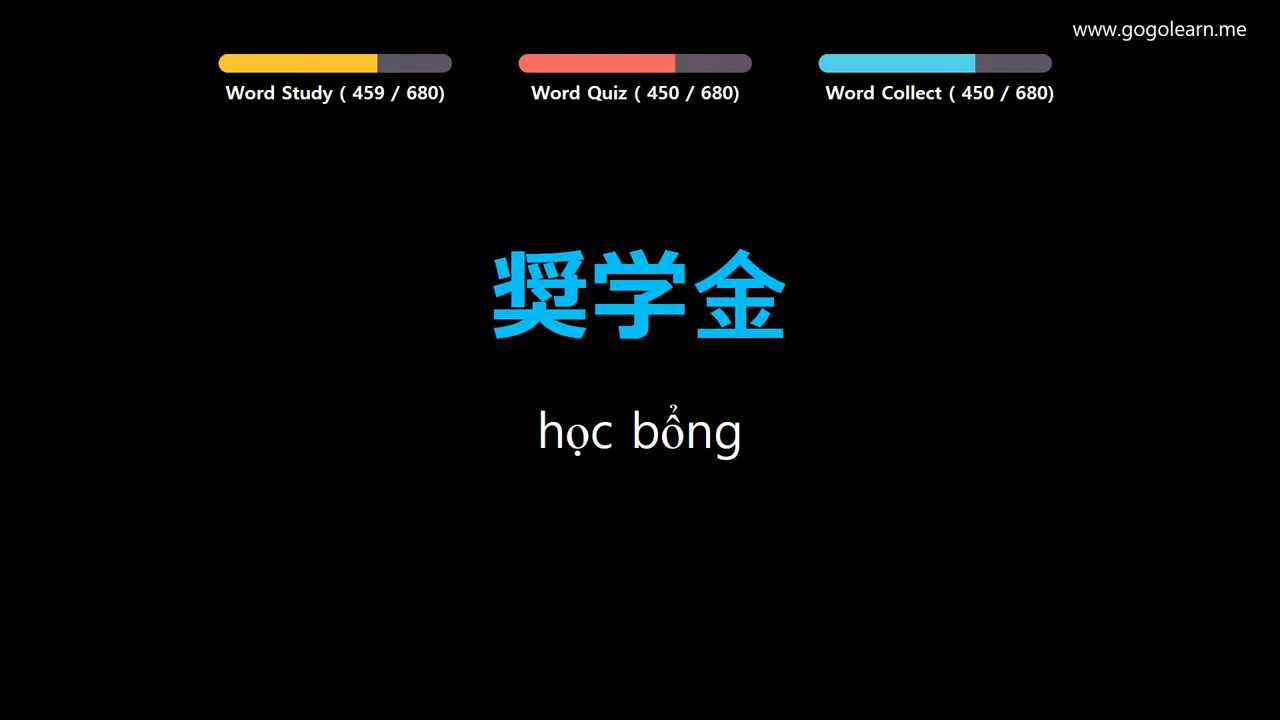 www.gogolearn.me
Word Study ( 459 / 680)
Word Quiz ( 450 / 680)
Word Collect ( 450 / 680)
奨学金
học bổng